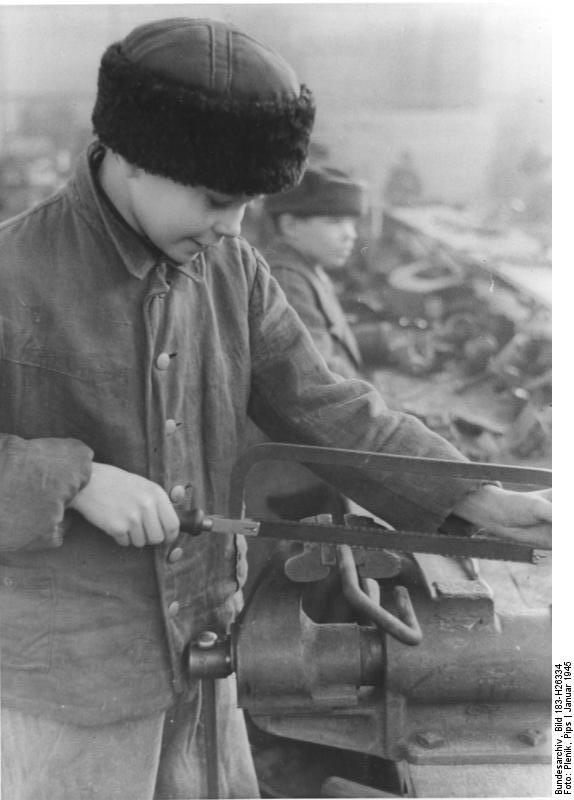 Bundesarchiv, Bild 183-H26334
Foto: Plenik, Pips | Januar 1945